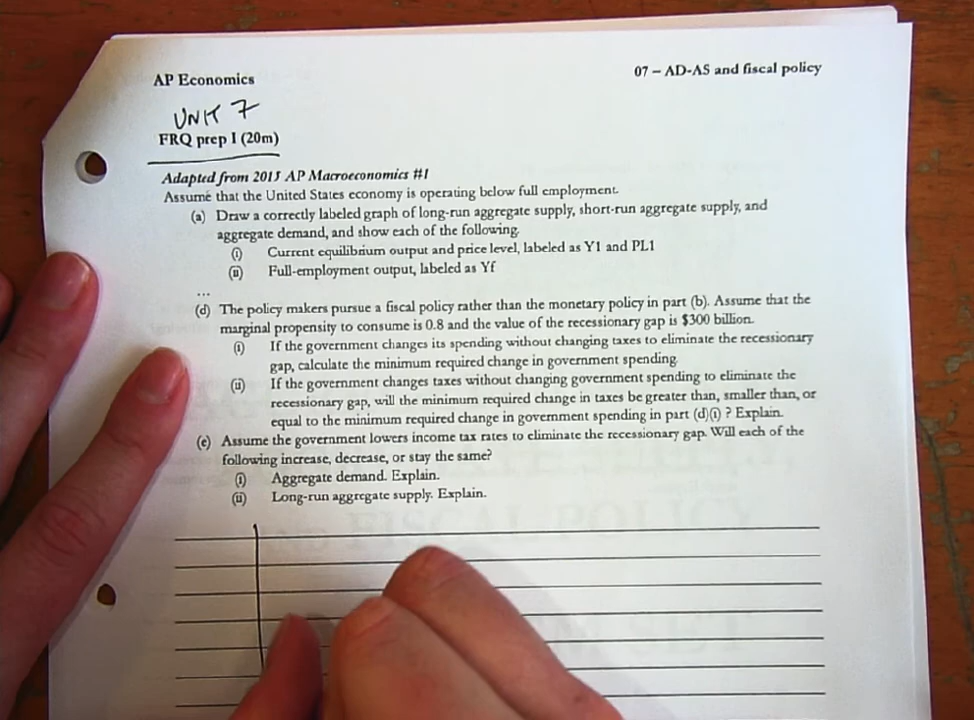 AP Economics
07 – AD-AS and fiscal policy
UNIT 7
FRQ prep I (20m)
Adapted from 2015 AP Macroeconomics #1
Assume that the United States economy is operating below full employment.
(a) Draw a correctly labeled graph of long-run aggregate supply, short-run aggregate supply, and
aggregate demand, and show each of the following.
(i) Current equilibrium output and price level, labeled as Y1 and PL1
(ii) Full-employment output, labeled as Yf
...
(d) The policy makers pursue a fiscal policy rather than the monetary policy in part (b). Assume that the
marginal propensity to consume is 0.8 and the value of the recessionary gap is $300 billion.
(i) If the government changes its spending without changing taxes to eliminate the recessionary
gap, calculate the minimum required change in government spending.
(ii) If the government changes taxes without changing government spending to eliminate the
recessionary gap, will the minimum required change in taxes be greater than, smaller than, or
equal to the minimum required change in government spending in part (d)(i) ? Explain.
(e) Assume the government lowers income tax rates to eliminate the recessionary gap. Will each of the
following increase, decrease, or stay the same?
(i) Aggregate demand. Explain.
(ii) Long-run aggregate supply. Explain.